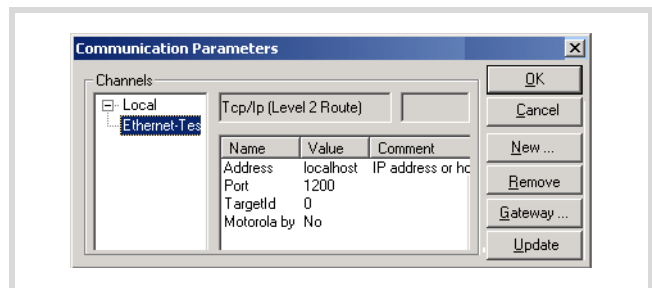 Communication Parameters
Channels
Local
Ethernet-Tes
Tcp/Ip (Level 2 Route)
Name Value Comment
Address localhost IP address or hc
Port 1200
TargetId 0
Motorola by No
OK
Cancel
New ...
Remove
Gateway ...
Update